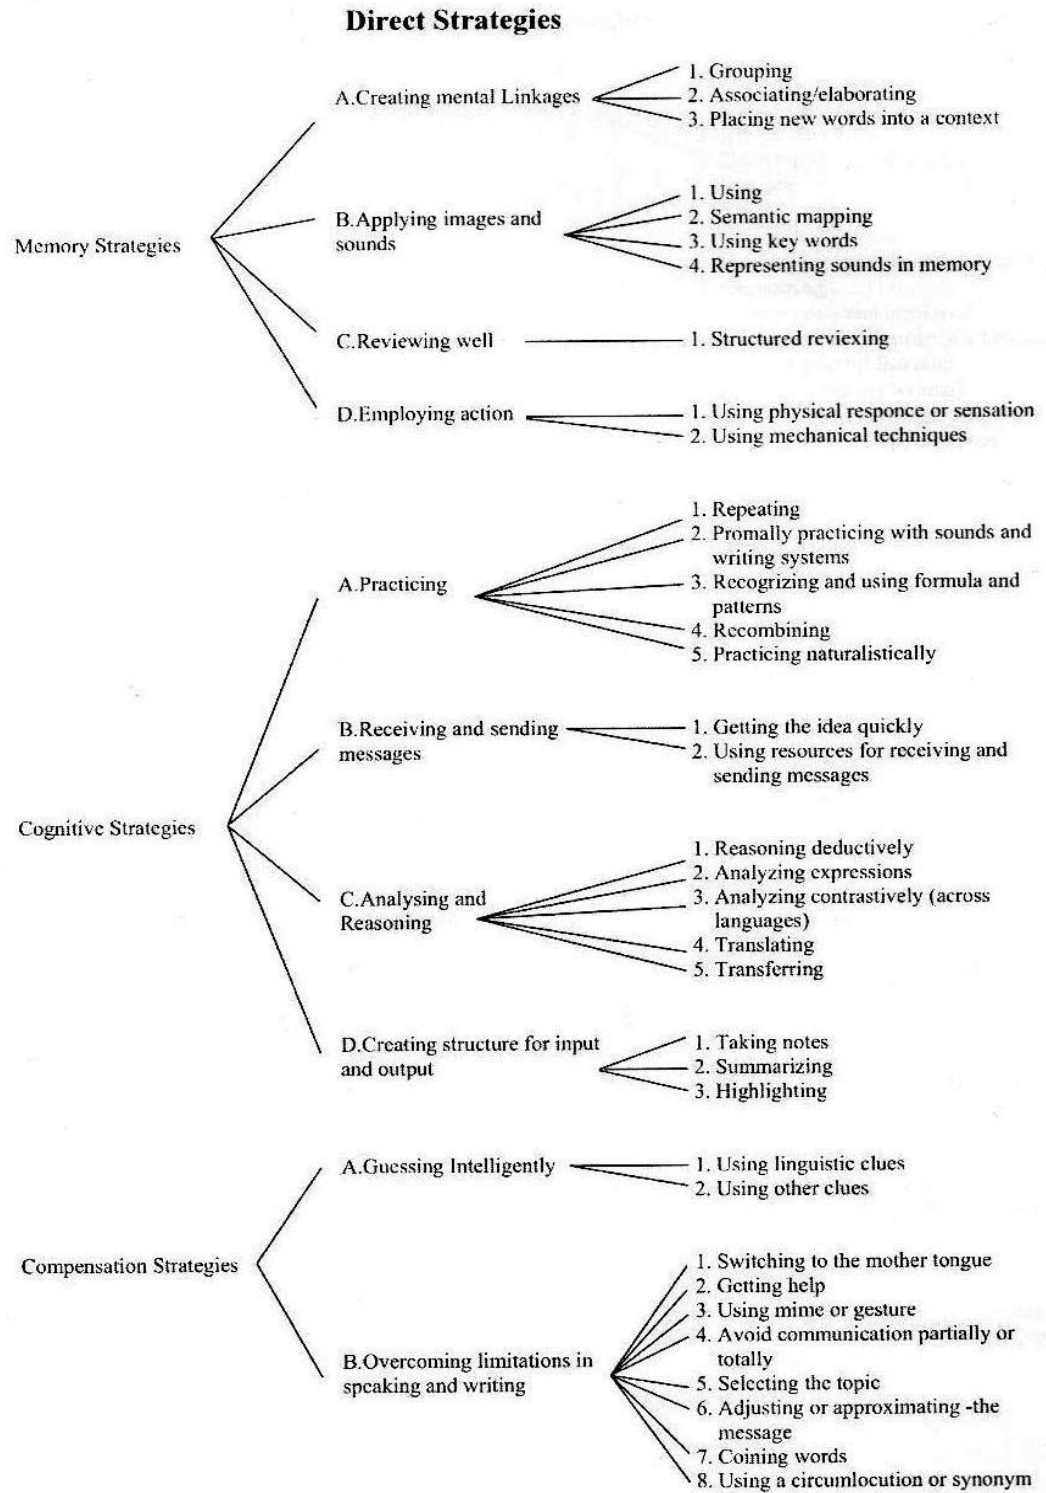 Direct Strategies
Memory Strategies
A.Creating mental Linkages
1. Grouping
2. Associating/elaborating
3. Placing new words into a context
B.Applying images and
sounds
1. Using
2. Semantic mapping
3. Using key words
4. Representing sounds in memory
C.Reviewing well
1. Structured reviexing
D.Employing action
1. Using physical responce or sensation
2. Using mechanical techniques
Cognitive Strategies
A.Practicing
1. Repeating
2. Promally practicing with sounds and
writing systems
3. Recogrizing and using formula and
patterns
4. Recombining
5. Practicing naturalistically
B.Receiving and sending
messages
1. Getting the idea quickly
2. Using resources for receiving and
sending messages
C.Analysing and
Reasoning
1. Reasoning deductively
2. Analyzing expressions
3. Analyzing contrastively (across
languages)
4. Translating
5. Transferring
D.Creating structure for input
and output
1. Taking notes
2. Summarizing
3. Highlighting
Compensation Strategies
A.Guessing Intelligently
1. Using linguistic clues
2. Using other clues
B.Overcoming limitations in
speaking and writing
1. Switching to the mother tongue
2. Getting help
3. Using mime or gesture
4. Avoid communication partially or
totally
5. Selecting the topic
6. Adjusting or approximating -the
message
7. Coining words
8. Using a circumlocution or synonym